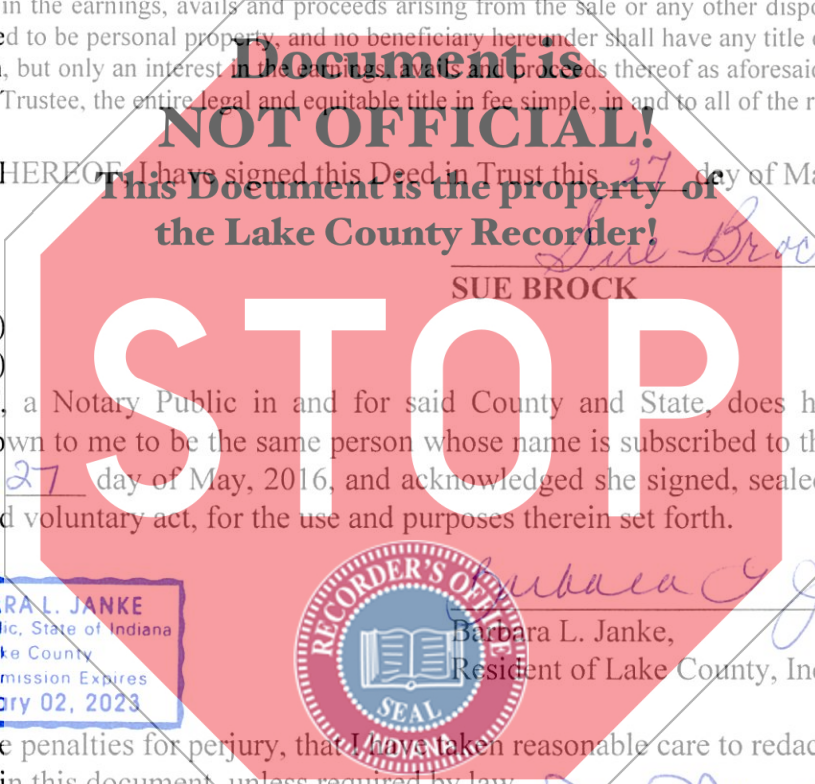 in the earnings, avails and proceeds arising from the sale or any other dispo
ed to be personal property, and no beneficiary hereunder shall have any title
, but only an interest in the earnings, avails and proceeds thereof as aforesaid
Trustee, the entire legal and equitable title in fee simple, in and to all of the r
Document is
NOT OFFICIAL!
HEREOF, I have signed this Deed in Trust this 27 day of Ma
This Document is the property of
the Lake County Recorder!
Sue Broc
SUE BROCK
STOP
)
)
, a Notary Public in and for said County and State, does h
own to me to be the same person whose name is subscribed to th
27 day of May, 2016, and acknowledged she signed, sealed
d voluntary act, for the use and purposes therein set forth.
RECORDER'S OFFICE
SEAL
INDIANA
Barbara L. J
RA L. JANKE
lic, State of Indiana
ke County
mission Expires
ary 02, 2023
Barbara L. Janke,
Resident of Lake County, Ind
e penalties for perjury, that I have taken reasonable care to redac
in this document, unless required by law.